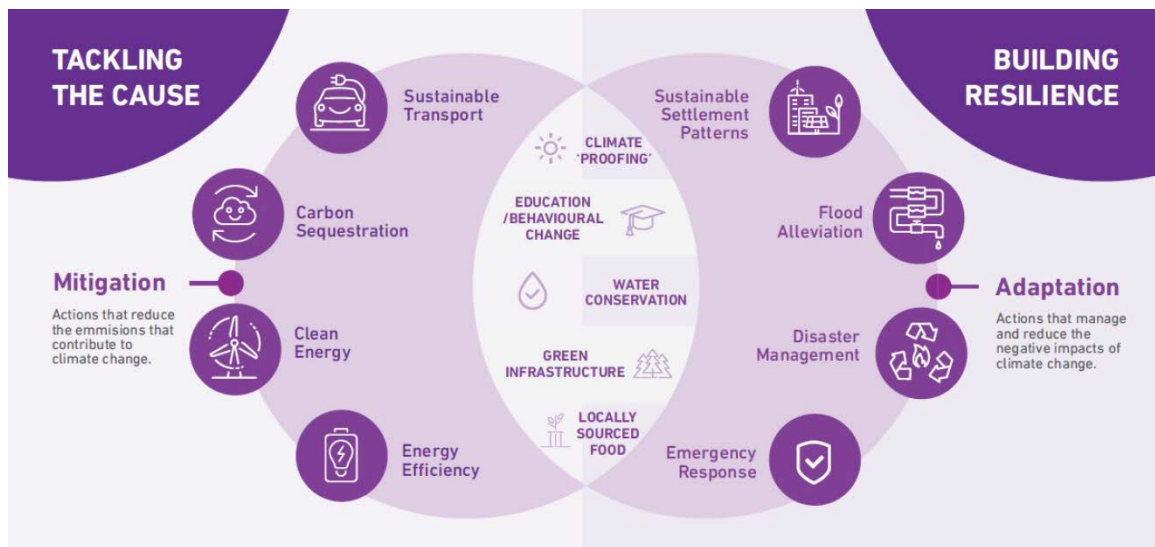 TACKLING
THE CAUSE
Sustainable
Transport
Carbon
Sequestration
Mitigation
Actions that reduce
the emmisions that
contribute to
climate change.
Clean
Energy
Energy
Efficiency
CLIMATE
'PROOFING'
EDUCATION
/BEHAVIOURAL
CHANGE
WATER
CONSERVATION
GREEN
INFRASTRUCTURE
LOCALLY
SOURCED
FOOD
BUILDING
RESILIENCE
Sustainable
Settlement
Patterns
Flood
Alleviation
Adaptation
Actions that manage
and reduce the
negative impacts of
climate change.
Disaster
Management
Emergency
Response